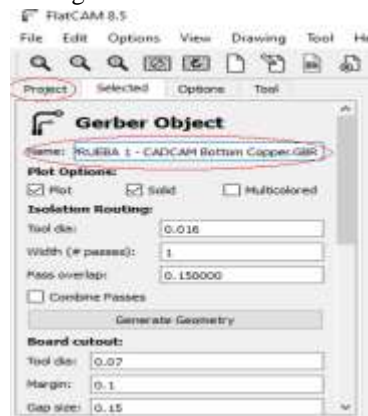 FlatCAM 8.5
File Edit Options View Drawing Tool
Project Selected Options Tool
Gerber Object
Name: PRUEBA 1 - CADCAM Bottom Copper.GBR
Plot Options:
Plot Solid Multicolored
Isolation Routing:
Tool dia: 0.016
Width (# passes): 1
Pass overlap: 0.150000
Combine Passes
Generate Geometry
Board cutout:
Tool dia: 0.07
Margin: 0.1
Gap size: 0.15